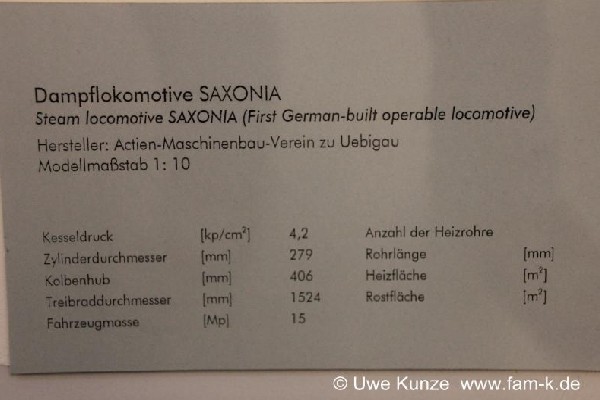 Dampflokomotive SAXONIA
Steam locomotive SAXONIA (First German-built operable locomotive)
Hersteller: Actien-Maschinenbau-Verein zu Uebigau
Modellmaßstab 1: 10
Kesseldruck [kp/cm²] 4,2 Anzahl der Heizrohre
Zylinderdurchmesser [mm] 279 Rohrlänge [mm]
Kolbenhub [mm] 406 Heizfläche [m²]
Treibraddurchmesser [mm] 1524 Rostfläche [m²]
Fahrzeugmasse [Mp] 15
© Uwe Kunze www.fam-k.de